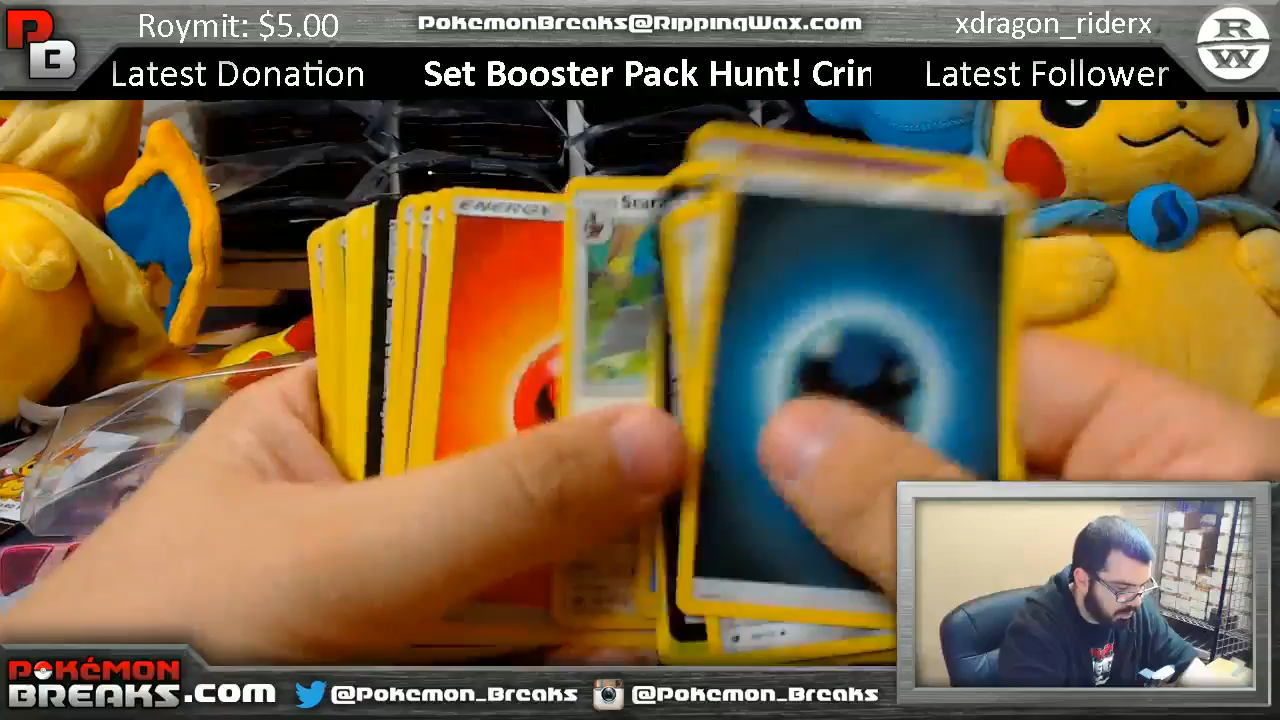 Roymit: $5.00
PokemonBreaks@RippingWax.com
xdragon_riderx
PB
RW
Latest Donation
Set Booster Pack Hunt! Crin
Latest Follower
ENERGY
POKéMON
BREAKS.com
@Pokemon_Breaks
@Pokemon_Breaks